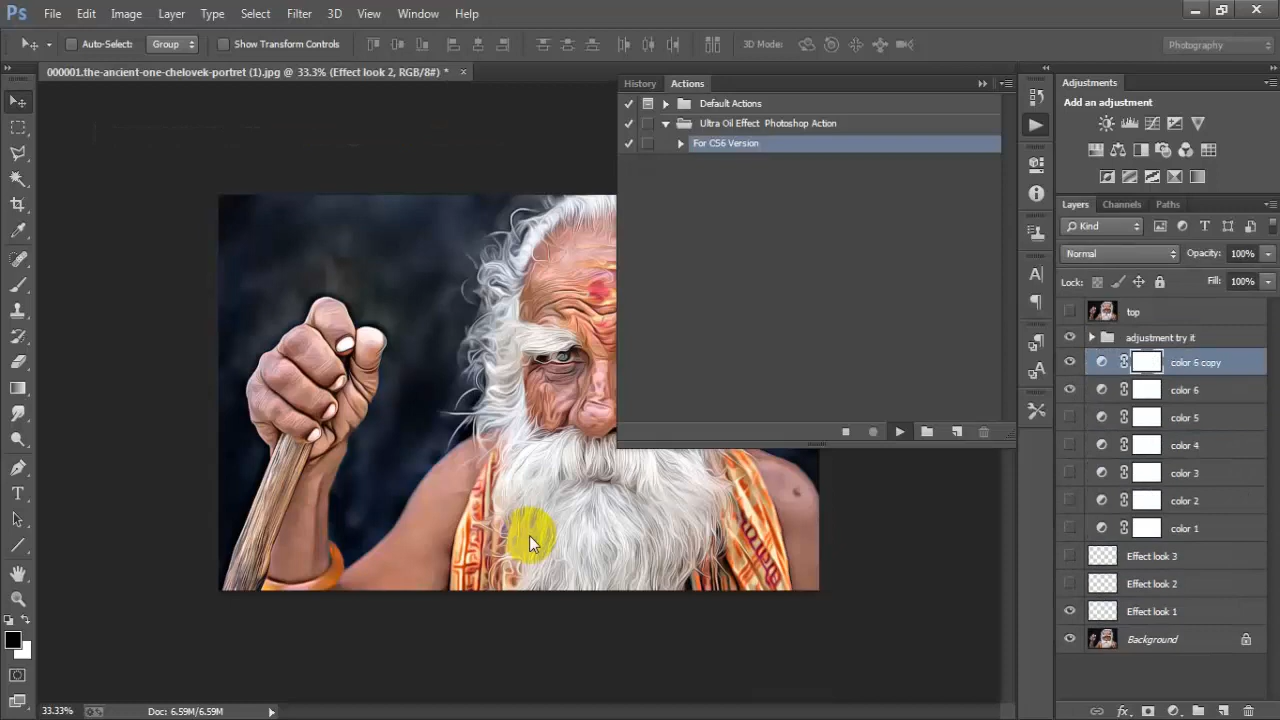 Ps File Edit Image Layer Type Select Filter 3D View Window Help
Auto-Select: Group Show Transform Controls 3D Mode: Photography
000001.the-ancient-one-chelovek-portret (1).jpg @ 33.3% (Effect look 2, RGB/8#) *
History Actions
Default Actions
Ultra Oil Effect Photoshop Action
For CS6 Version
Adjustments
Add an adjustment
Layers Channels Paths
Kind
Normal Opacity: 100%
Lock: Fill: 100%
top
adjustment try it
color 6 copy
color 6
color 5
color 4
color 3
color 2
color 1
Effect look 3
Effect look 2
Effect look 1
Background
33.33% Doc: 6.59M/6.59M